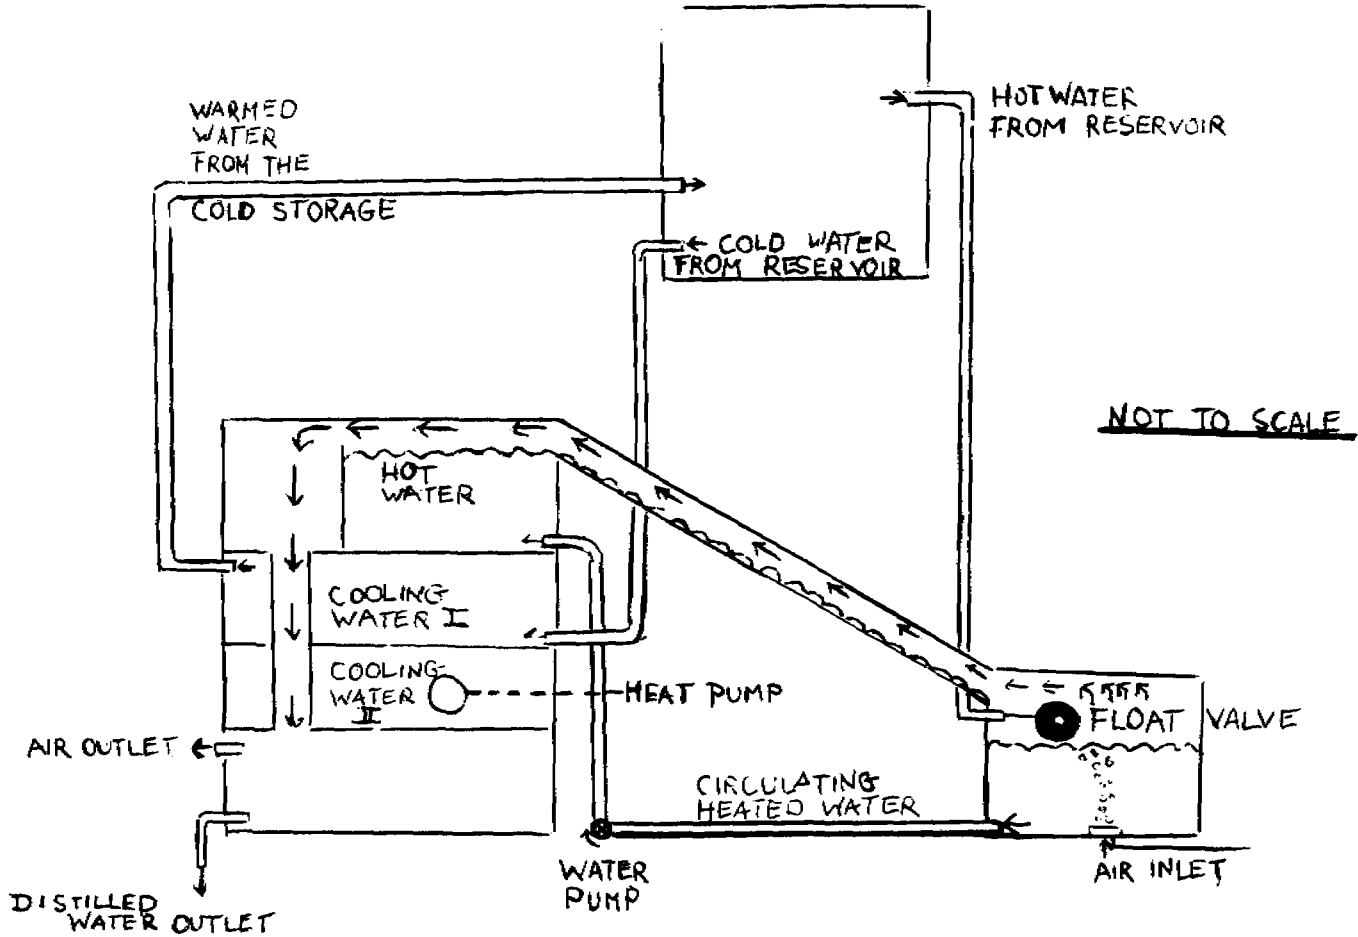 WARMED
WATER
FROM THE
COLD STORAGE
HOT WATER
FROM RESERVOIR
COLD WATER
FROM RESERVOIR
NOT TO SCALE
HOT
WATER
COOLING
WATER I
COOLING
WATER
II
HEAT PUMP
FLOAT VALVE
AIR OUTLET
CIRCULATING
HEATED WATER
WATER
PUMP
AIR INLET
DISTILLED
WATER OUTLET